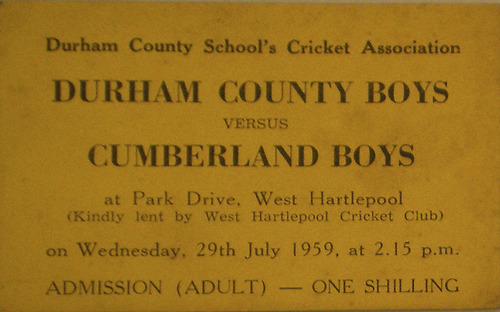 Durham County School's Cricket Association
DURHAM COUNTY BOYS
VERSUS
CUMBERLAND BOYS
at Park Drive, West Hartlepool
(Kindly lent by West Hartlepool Cricket Club)
on Wednesday, 29th July 1959, at 2.15 p.m.
ADMISSION (ADULT) — ONE SHILLING